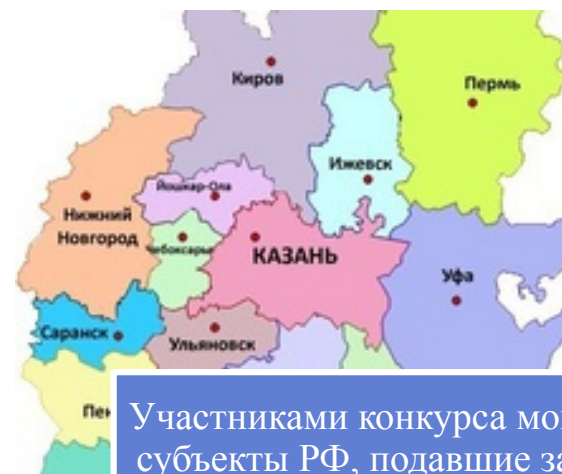 Киров
Пермь
Ижевск
Йошкар-Ола
Нижний
Новгород
Чебоксары
КАЗАНЬ
Уфа
Саранск
Ульяновск
Участниками конкурса
субъекты РФ, подавшие